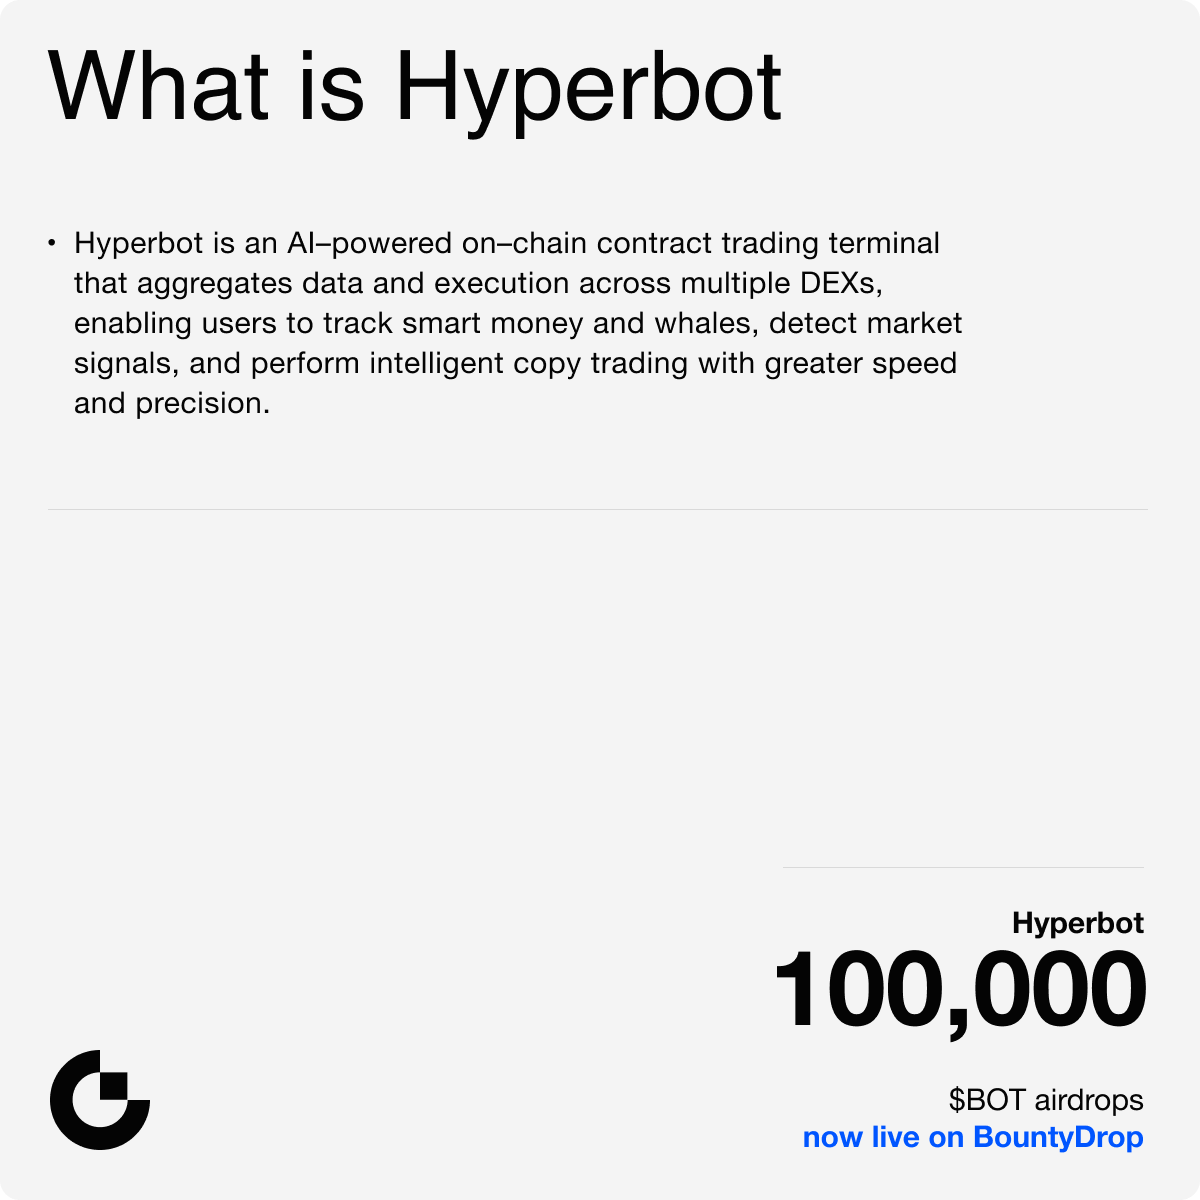 What is Hyperbot
• Hyperbot is an AI–powered on–chain contract trading terminal
that aggregates data and execution across multiple DEXs,
enabling users to track smart money and whales, detect market
signals, and perform intelligent copy trading with greater speed
and precision.
Hyperbot
100,000
$BOT airdrops
now live on BountyDrop